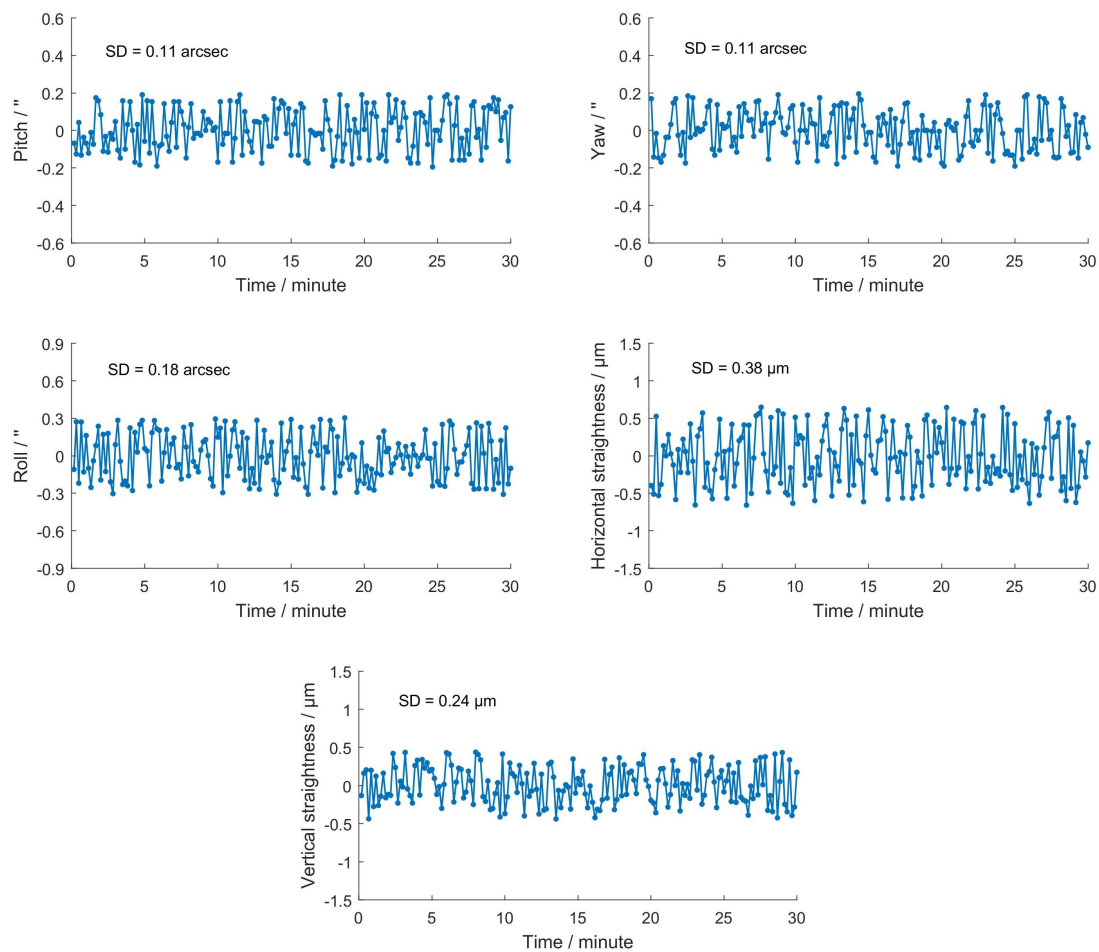 0.6
0.4
0.2
0
-0.2
-0.4
-0.6
Pitch / "
SD = 0.11 arcsec
0 5 10 15 20 25 30
Time / minute
0.6
0.4
0.2
0
-0.2
-0.4
-0.6
Yaw / "
SD = 0.11 arcsec
0 5 10 15 20 25 30
Time / minute
0.9
0.6
0.3
0
-0.3
-0.6
-0.9
Roll / "
SD = 0.18 arcsec
0 5 10 15 20 25 30
Time / minute
1.5
1
0.5
0
-0.5
-1
-1.5
Horizontal straightness / μm
SD = 0.38 μm
0 5 10 15 20 25 30
Time / minute
1.5
1
0.5
0
-0.5
-1
-1.5
Vertical straightness / μm
SD = 0.24 μm
0 5 10 15 20 25 30
Time / minute